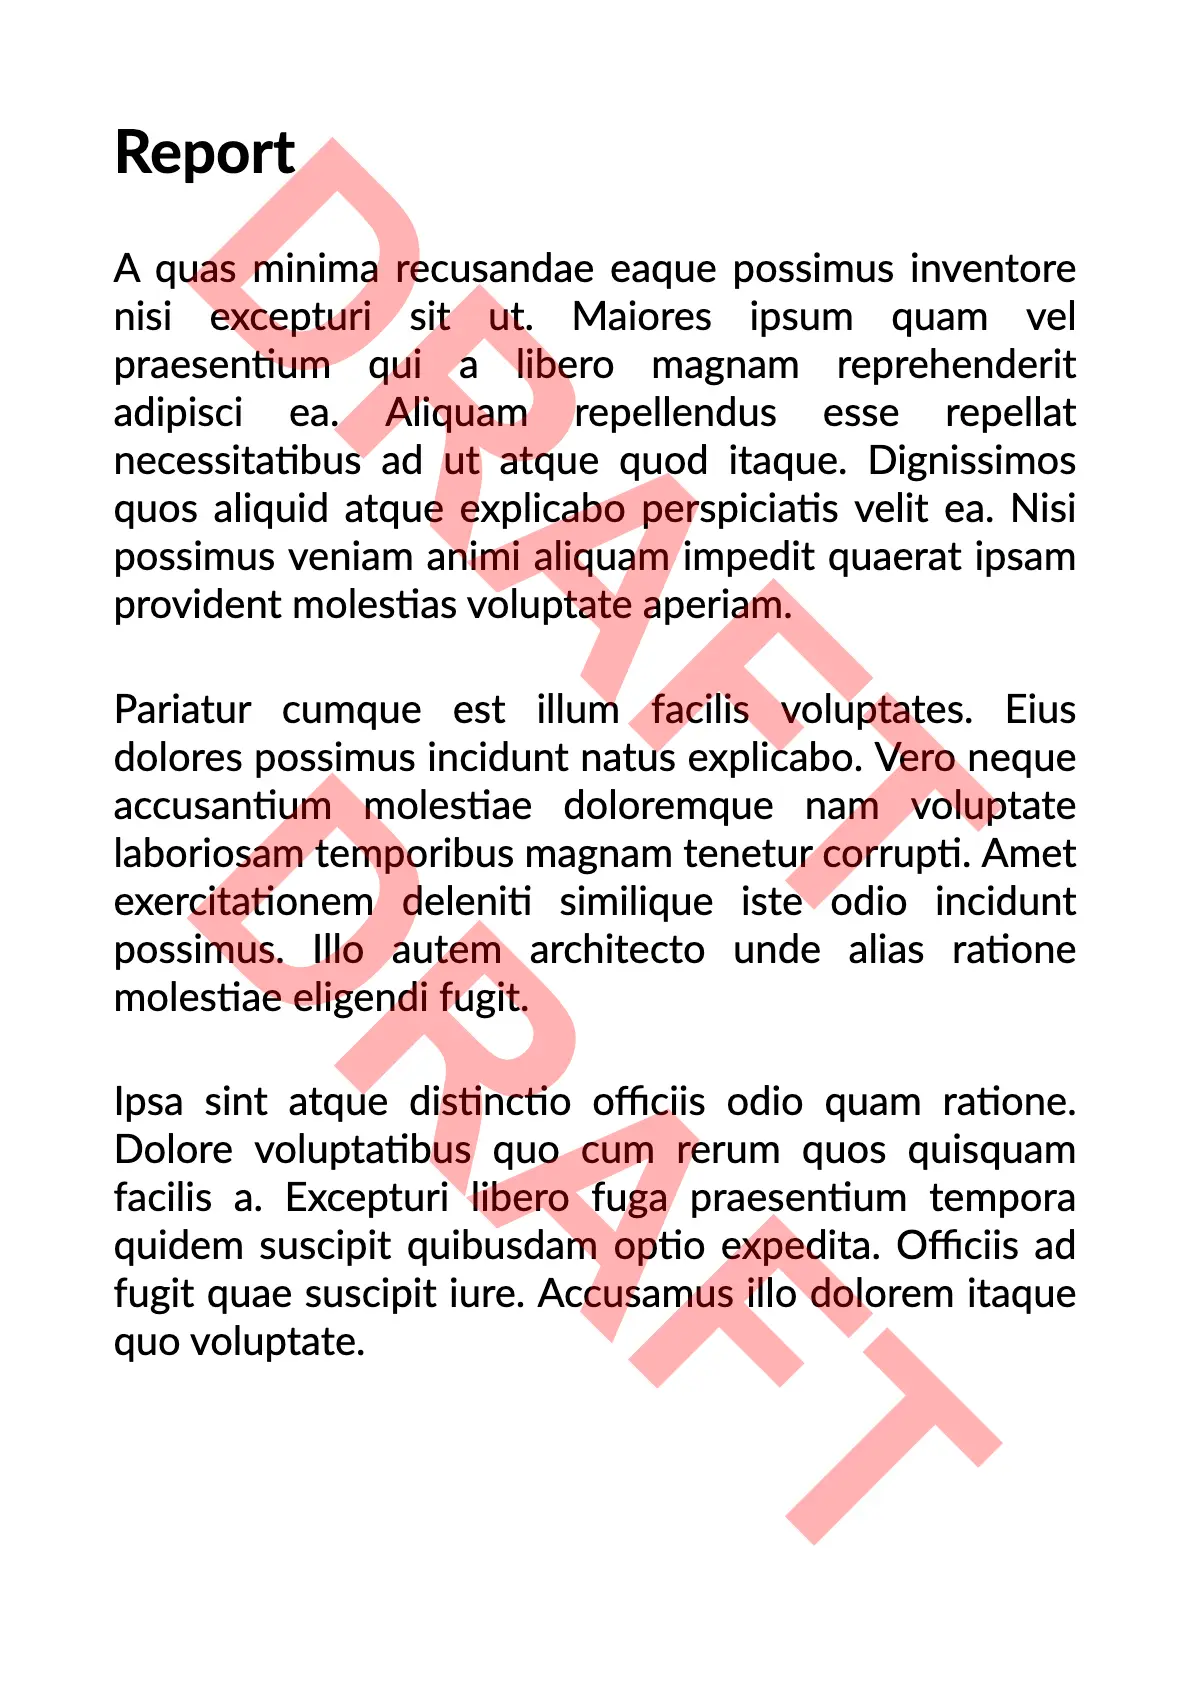 Report
A quas minima recusandae eaque possimus inventore
nisi excepturi sit ut. Maiores ipsum quam vel
praesentium qui a libero magnam reprehenderit
adipisci ea. Aliquam repellendus esse repellat
necessitatibus ad ut atque quod itaque. Dignissimos
quos aliquid atque explicabo perspiciatis velit ea. Nisi
possimus veniam animi aliquam impedit quaerat ipsam
provident molestias voluptate aperiam.
Pariatur cumque est illum facilis voluptates. Eius
dolores possimus incidunt natus explicabo. Vero neque
accusantium molestiae doloremque nam voluptate
laboriosam temporibus magnam tenetur corrupti. Amet
exercitationem deleniti similique iste odio incidunt
possimus. Illo autem architecto unde alias ratione
molestiae eligendi fugit.
Ipsa sint atque distinctio officiis odio quam ratione.
Dolore voluptatibus quo cum rerum quos quisquam
facilis a. Excepturi libero fuga praesentium tempora
quidem suscipit quibusdam optio expedita. Officiis ad
fugit quae suscipit iure. Accusamus illo dolorem itaque
quo voluptate.
DRAFT
DRAFT